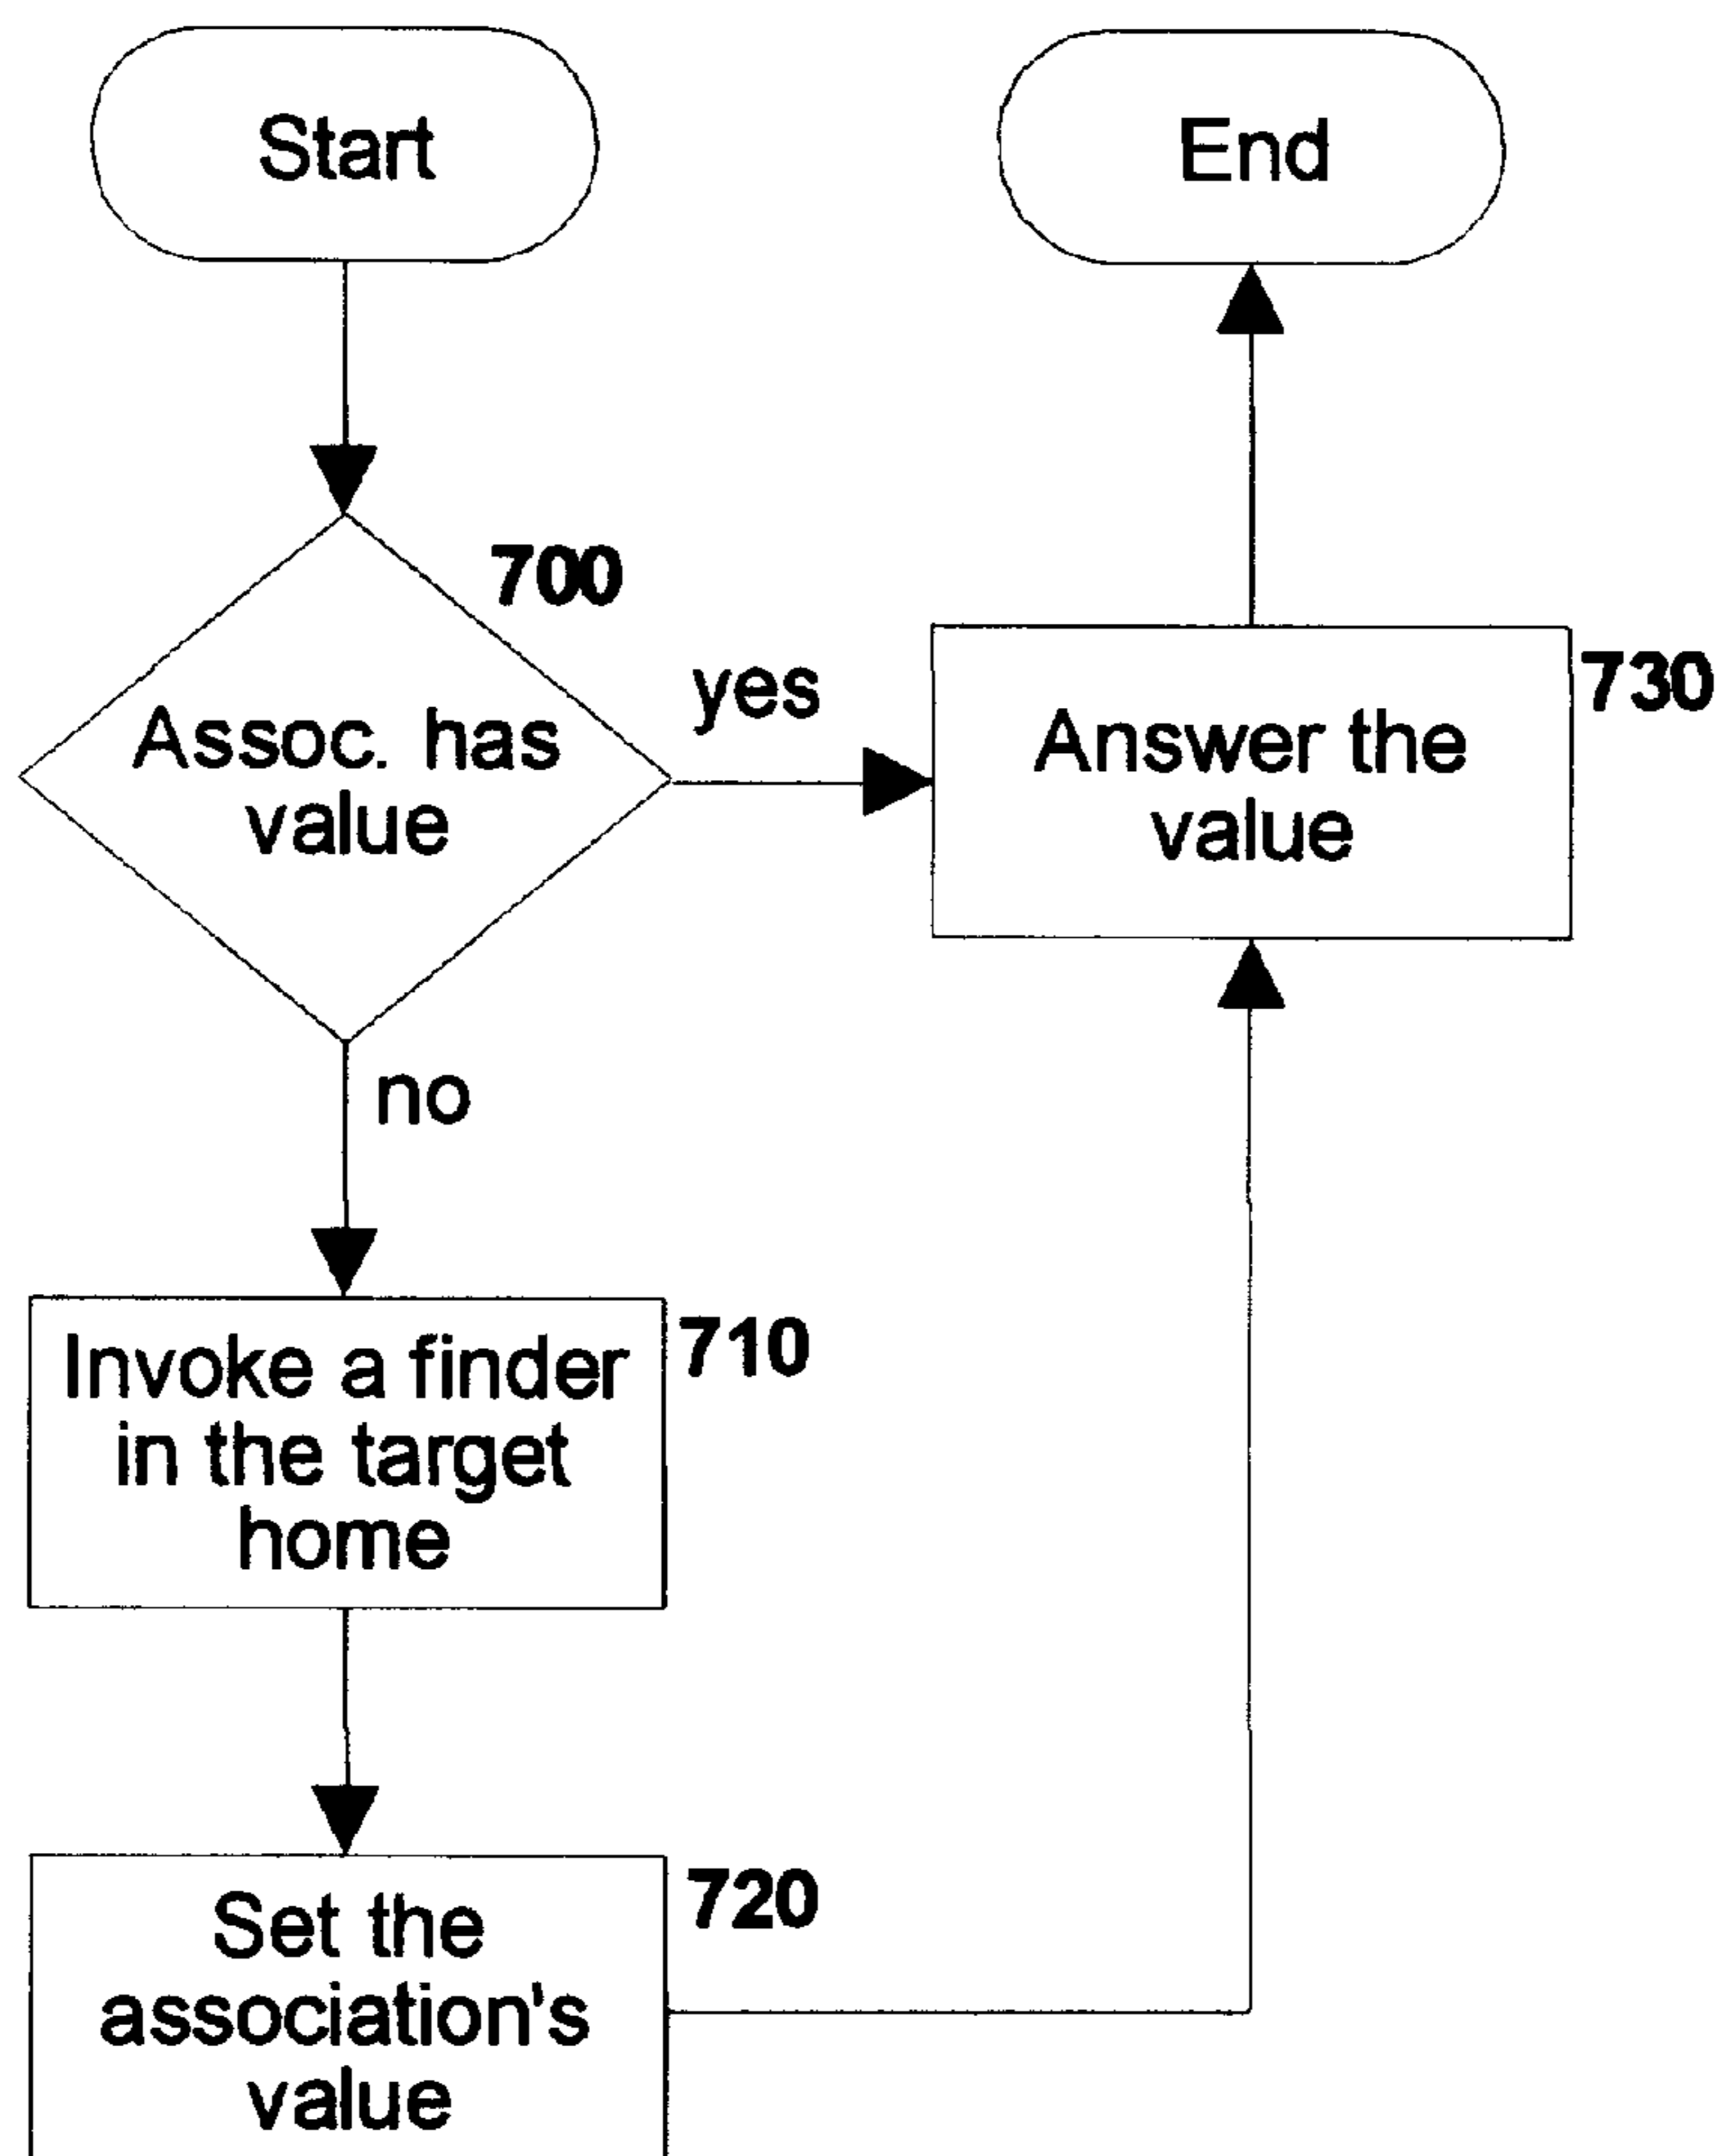 Start
End
700
Assoc. has
value
yes
730
Answer the
value
no
710
Invoke a finder
in the target
home
720
Set the
association's
value